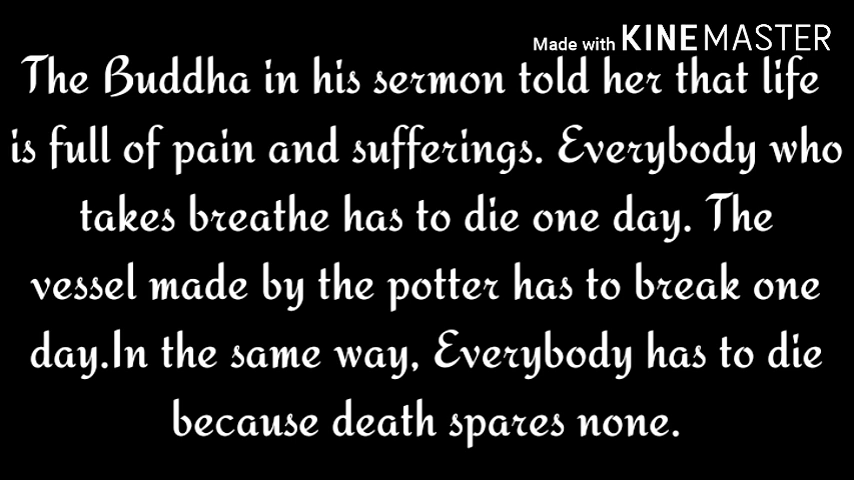 Made with KINEMASTER
The Buddha in his sermon told her that life
is full of pain and sufferings. Everybody who
takes breathe has to die one day. The
vessel made by the potter has to break one
day.In the same way, Everybody has to die
because death spares none.